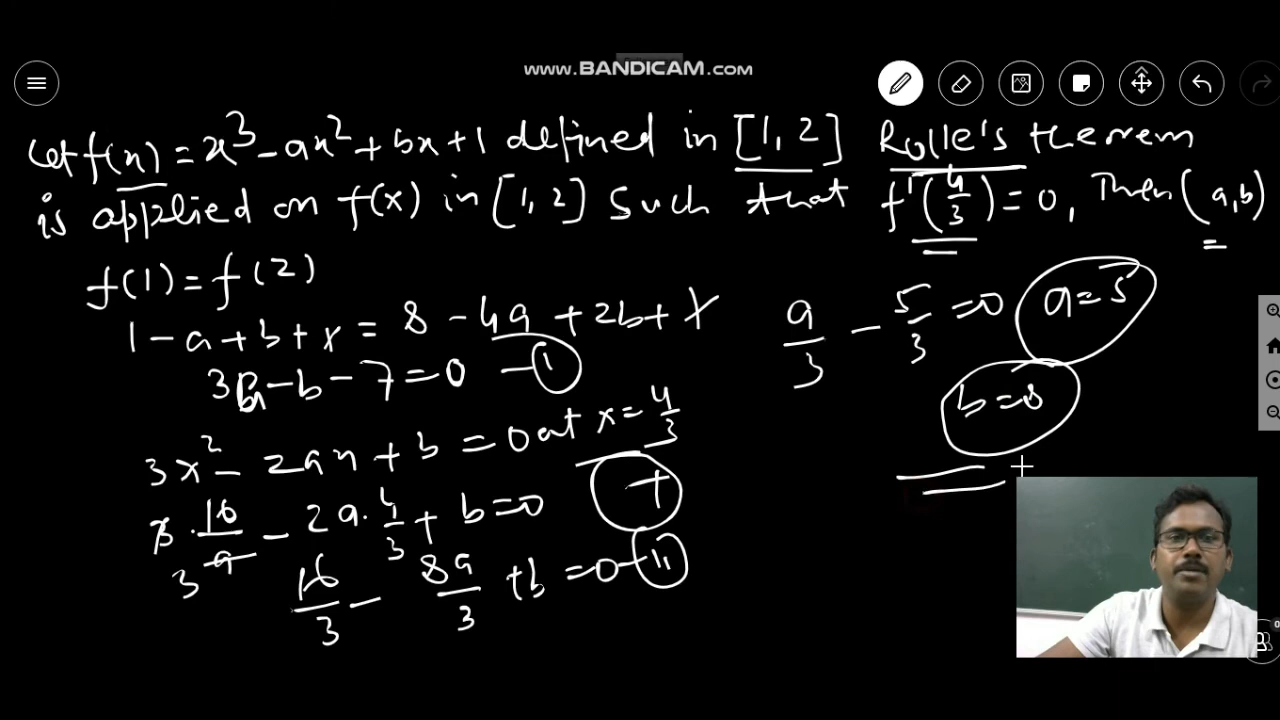 www.BANDICAM.com
Let f(x) = x³ - ax² + bx + 1 defined in [1, 2] Rolle's theorem
is applied on f(x) in [1, 2] Such that f'(4/3) = 0, Then (a, b)
=
f(1) = f(2)
1 - a + b + 1 = 8 - 4a + 2b + 1
3a - b - 7 = 0 - (1)
3x² - 2ax + b = 0 at x = 4/3
3 · 16/9 - 2a · 4/3 + b = 0
3
+
16/3 - 8a/3 + b = 0 - (11)
a/3 - 5/3 = 0
a = 5
b = 8